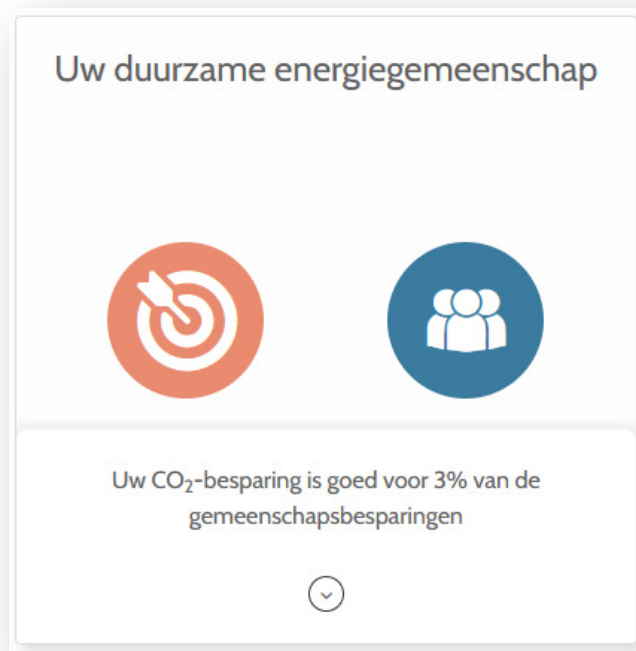 Uw duurzame energiegemeenschap
Uw CO₂-besparing is goed voor 3% van de
gemeenschapsbesparingen